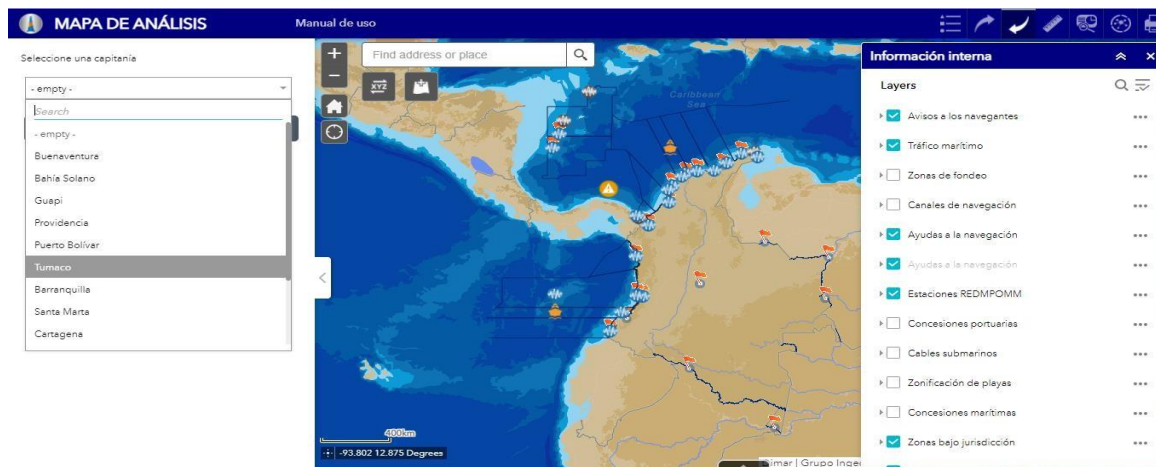 MAPA DE ANÁLISIS
Manual de uso
Seleccione una capitanía
- empty -
Search
- empty -
Buenaventura
Bahía Solano
Guapi
Providencia
Puerto Bolívar
Tumaco
Barranquilla
Santa Marta
Cartagena
+
−
Find address or place
XYZ
Caribbean
Sea
400km
-93.802 12.875 Degrees
Información interna
Layers
Avisos a los navegantes
Tráfico marítimo
Zonas de fondeo
Canales de navegación
Ayudas a la navegación
Ayudas a la navegación
Estaciones REDMPOMM
Concesiones portuarias
Cables submarinos
Zonificación de playas
Concesiones marítimas
Zonas bajo jurisdicción
Dimar | Grupo Inge